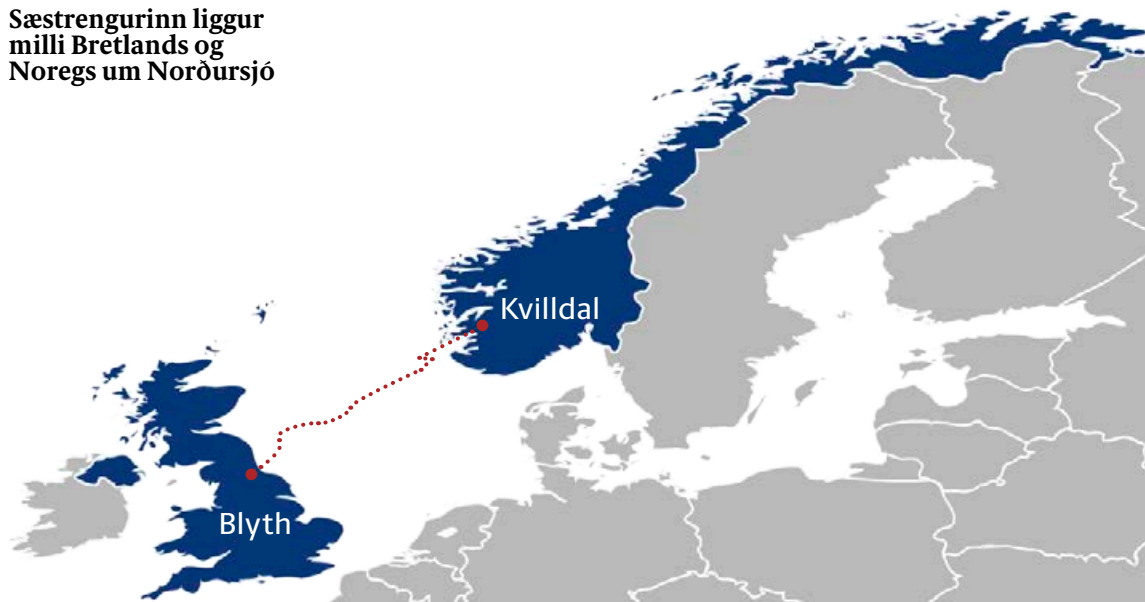 Sæstrengurinn liggur
milli Bretlands og
Noregs um Norðursjó
Kvilldal
Blyth